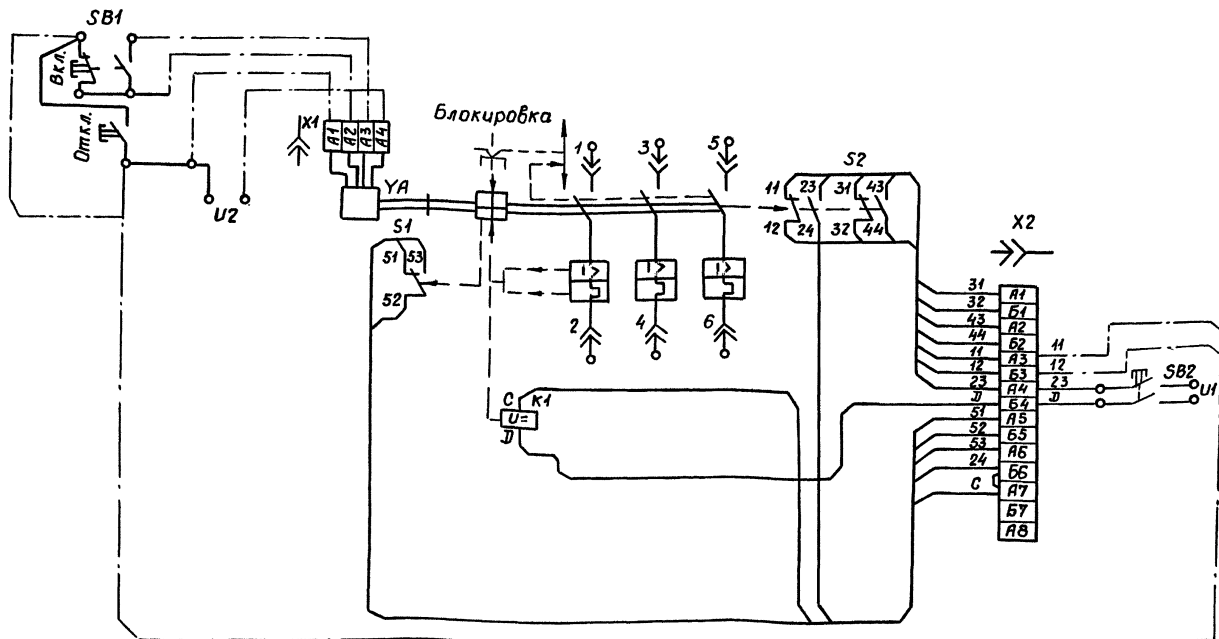 SB1
Вкл.
Откл.
U2
X1
A1
A2
A3
A4
YA
Блокировка
1
3
5
S2
11
23
31
43
12
24
32
44
S1
51
53
52
2
4
6
C
K1
U=
D
X2
31
A1
32
Б1
43
A2
44
Б2
11
A3
11
12
Б3
12
23
A4
23
D
Б4
D
SB2
U1
51
A5
52
Б5
53
A6
24
Б6
C
A7
Б7
A8